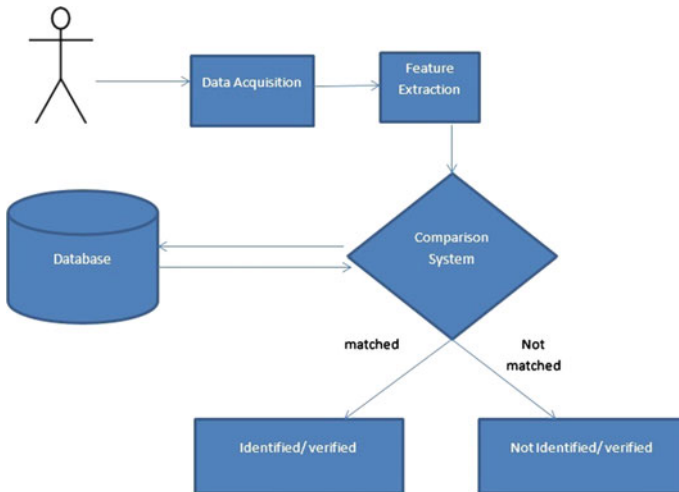 Data Acquisition
Feature
Extraction
Database
Comparison
System
matched
Not
matched
Identified/ verified
Not Identified/ verified